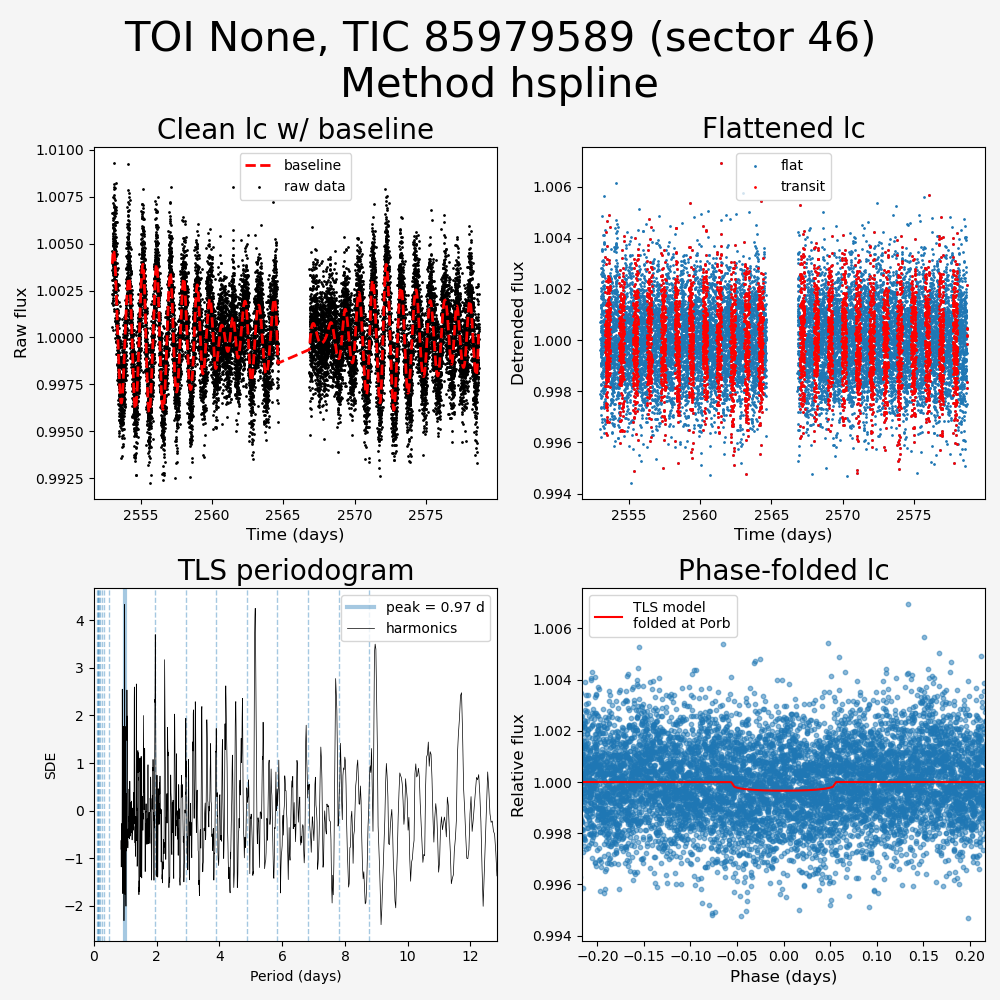 TOI None, TIC 85979589 (sector 46)
Method hspline
Clean lc w/ baseline
baseline
raw data
1.0100
1.0075
1.0050
1.0025
1.0000
0.9975
0.9950
0.9925
Raw flux
2555
2560
2565
2570
2575
Time (days)
Flattened lc
flat
transit
1.006
1.004
1.002
1.000
0.998
0.996
0.994
Detrended flux
2555
2560
2565
2570
2575
Time (days)
TLS periodogram
peak = 0.97 d
harmonics
4
3
2
1
0
−1
−2
SDE
0
2
4
6
8
10
12
Period (days)
Phase-folded lc
TLS model
folded at Porb
1.006
1.004
1.002
1.000
0.998
0.996
0.994
Relative flux
−0.20
−0.15
−0.10
−0.05
0.00
0.05
0.10
0.15
0.20
Phase (days)